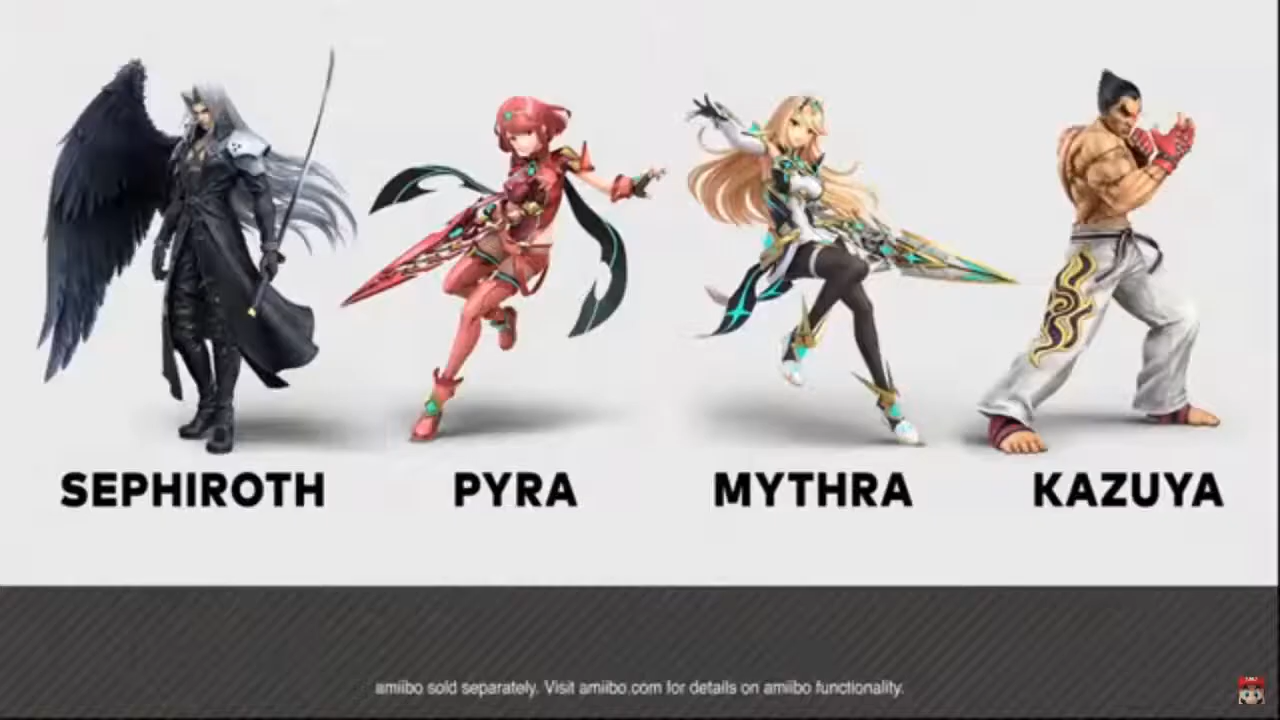 SEPHIROTH PYRA MYTHRA KAZUYA
amiibo sold separately. Visit amiibo.com for details on amiibo functionality.